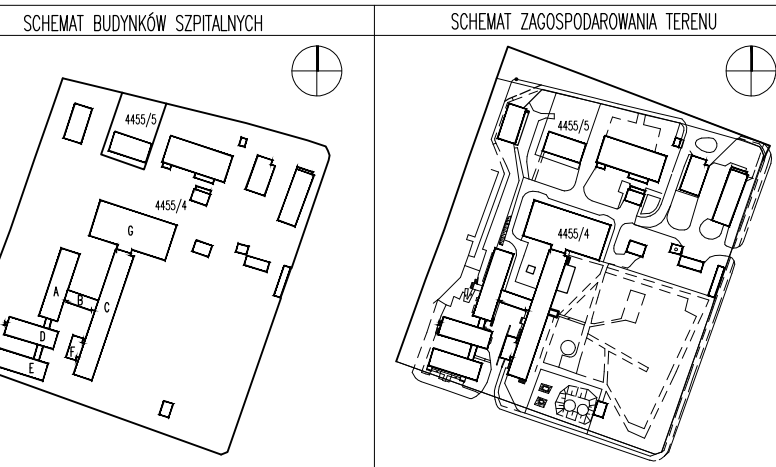 SCHEMAT BUDYNKÓW SZPITALNYCH
4455/5
4455/4
G
A
B
C
D
F
E
SCHEMAT ZAGOSPODAROWANIA TERENU
4455/5
4455/4